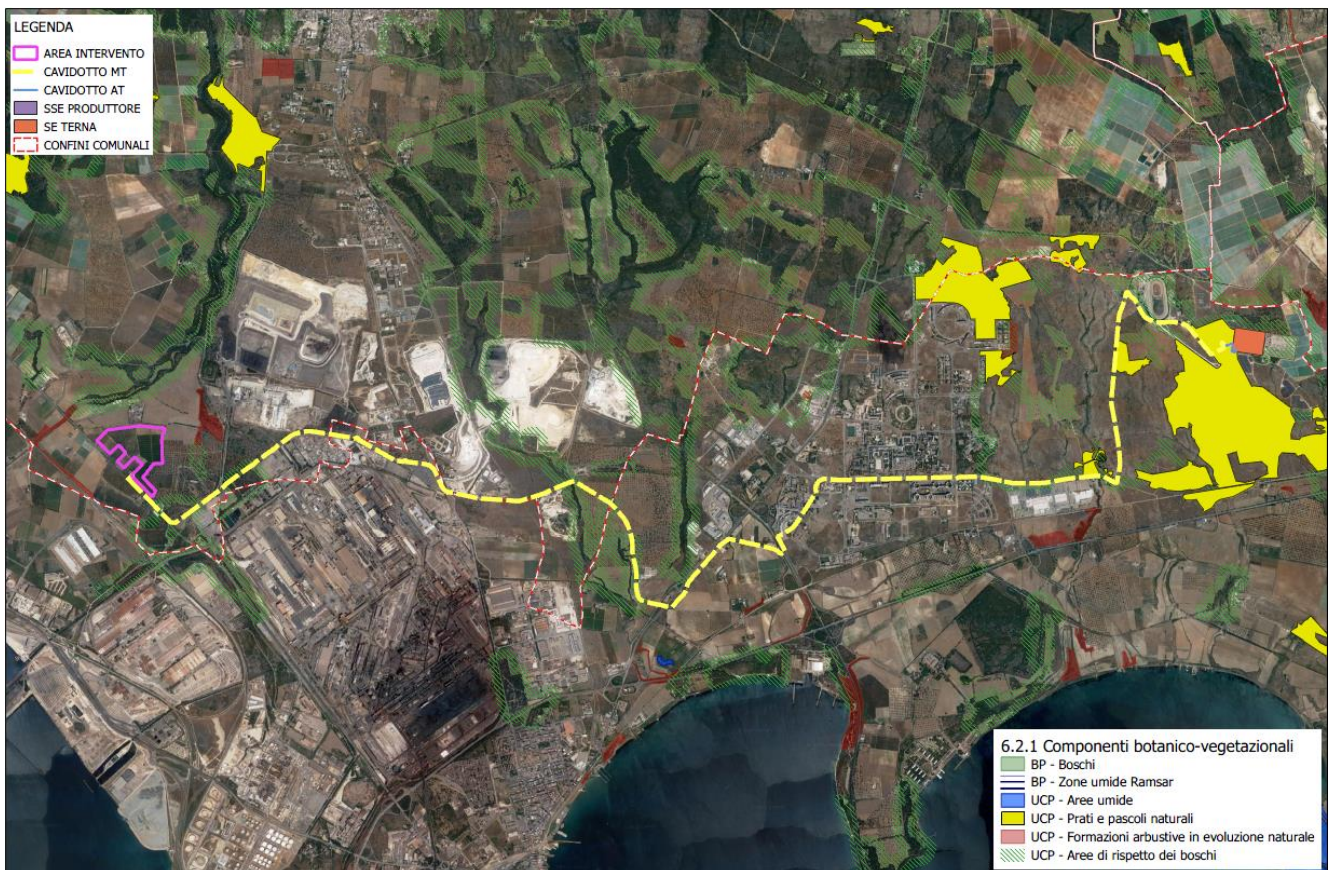 LEGENDA
AREA INTERVENTO
CAVIDOTTO MT
CAVIDOTTO AT
SSE PRODUTTORE
SE TERNA
CONFINI COMUNALI
6.2.1 Componenti botanico-vegetazionali
BP - Boschi
BP - Zone umide Ramsar
UCP - Aree umide
UCP - Prati e pascoli naturali
UCP - Formazioni arbustive in evoluzione naturale
UCP - Aree di rispetto dei boschi